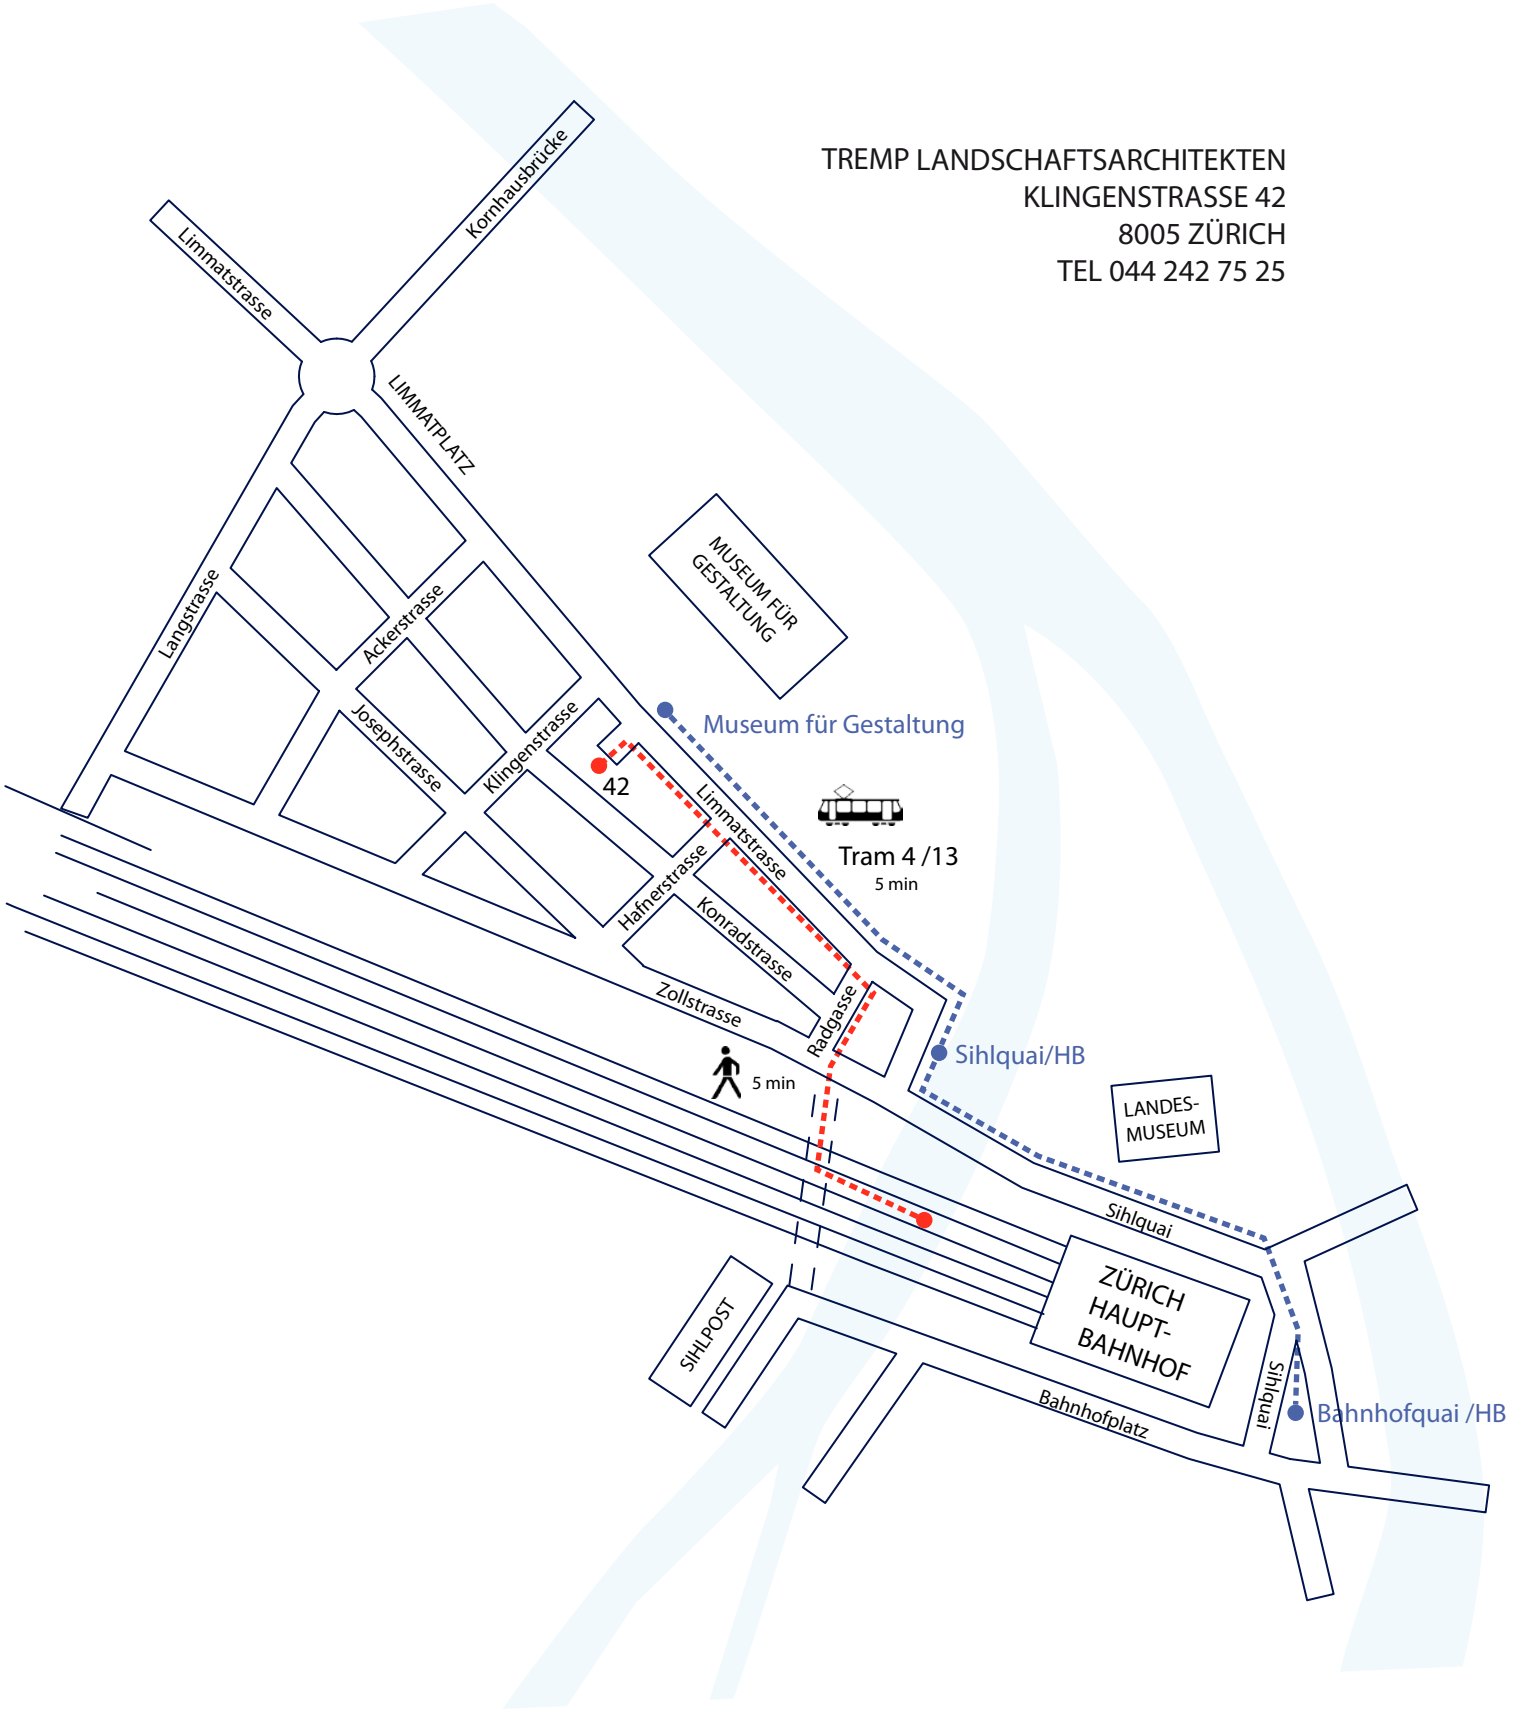 TREMP LANDSCHAFTSARCHITEKTEN
KLINGENSTRASSE 42
8005 ZÜRICH
TEL 044 242 75 25
Kornhausbrücke
Limmatstrasse
LIMMATPLATZ
MUSEUM FÜR
GESTALTUNG
Langstrasse
Ackerstrasse
Josephstrasse
Klingenstrasse
Museum für Gestaltung
42
Limmatstrasse
Tram 4 /13
5 min
Hafnerstrasse
Konradstrasse
Zollstrasse
Radgasse
Sihlquai/HB
5 min
LANDES-
MUSEUM
Sihlquai
ZÜRICH
HAUPT-
BAHNHOF
SIHLPOST
Sihlquai
Bahnhofplatz
Bahnhofquai /HB